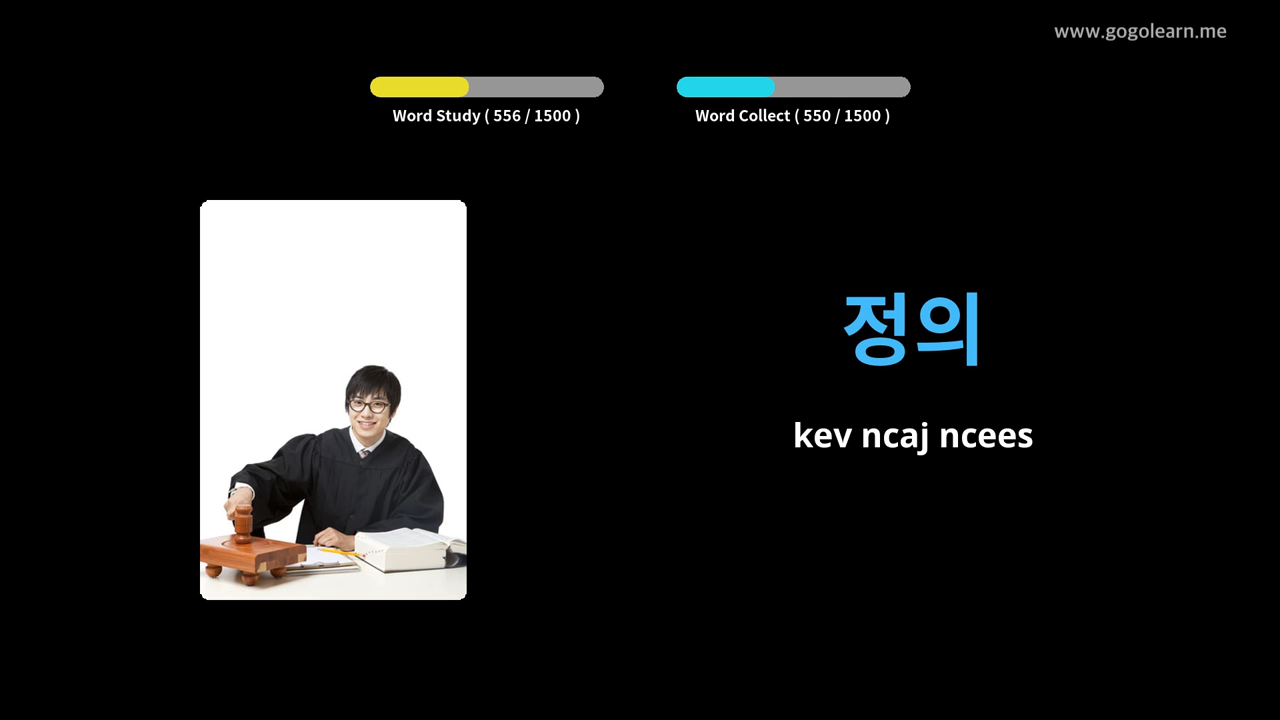 www.gogolearn.me
Word Study ( 556 / 1500 )
Word Collect ( 550 / 1500 )
정의
kev ncaj ncees